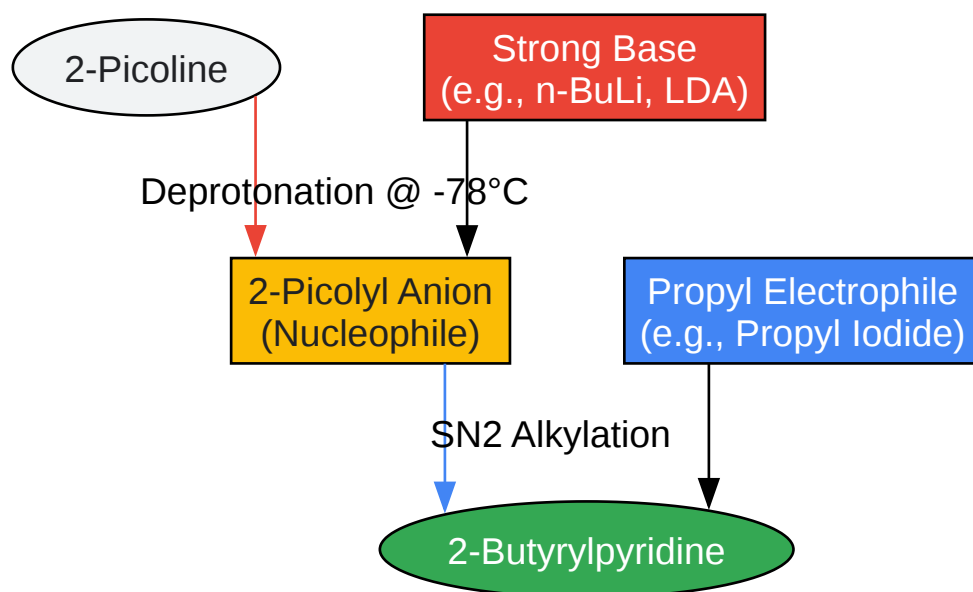 2-Picoline
Strong Base
(e.g., n-BuLi, LDA)
Deprotonation @ -78°C
2-Picolyl Anion
(Nucleophile)
Propyl Electrophile
(e.g., Propyl Iodide)
SN2 Alkylation
2-Butyrylpyridine